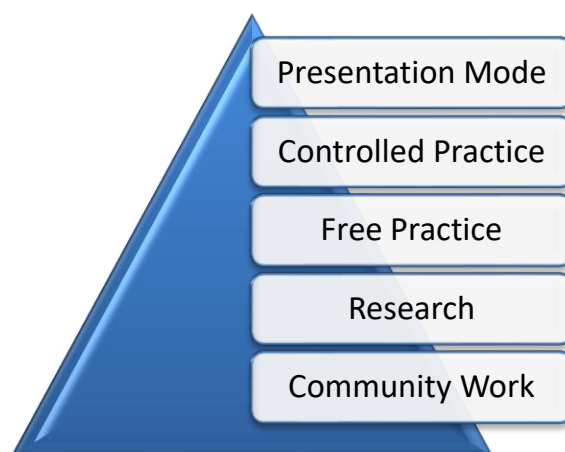 Presentation Mode
Controlled Practice
Free Practice
Research
Community Work